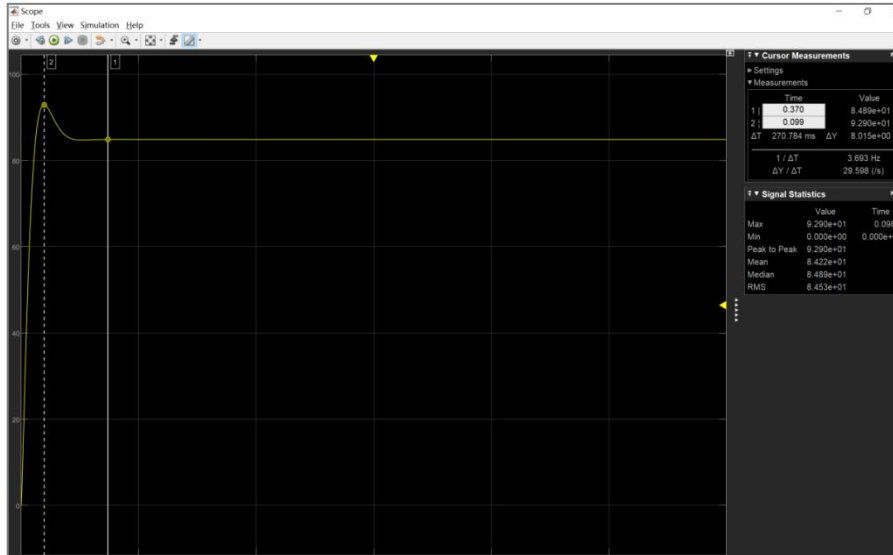 Scope
File Tools View Simulation Help
2
1
100
80
60
40
20
0
Cursor Measurements
Settings
Measurements
Time Value
1 0.370 8.489e+01
2 0.099 9.290e+01
ΔT 270.784 ms ΔY 8.015e+00
1 / ΔT 3.693 Hz
ΔY / ΔT 29.598 (/s)
Signal Statistics
Value Time
Max 9.290e+01 0.098
Min 0.000e+00 0.000e+
Peak to Peak 9.290e+01
Mean 8.422e+01
Median 8.489e+01
RMS 8.453e+01